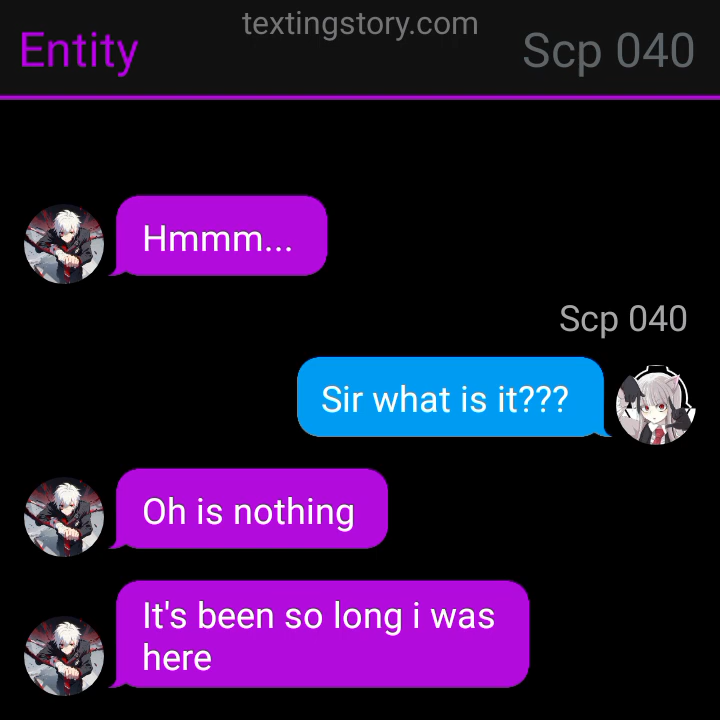 textingstory.com
Entity
Scp 040
Hmmm...
Scp 040
Sir what is it???
Oh is nothing
It's been so long i was
here